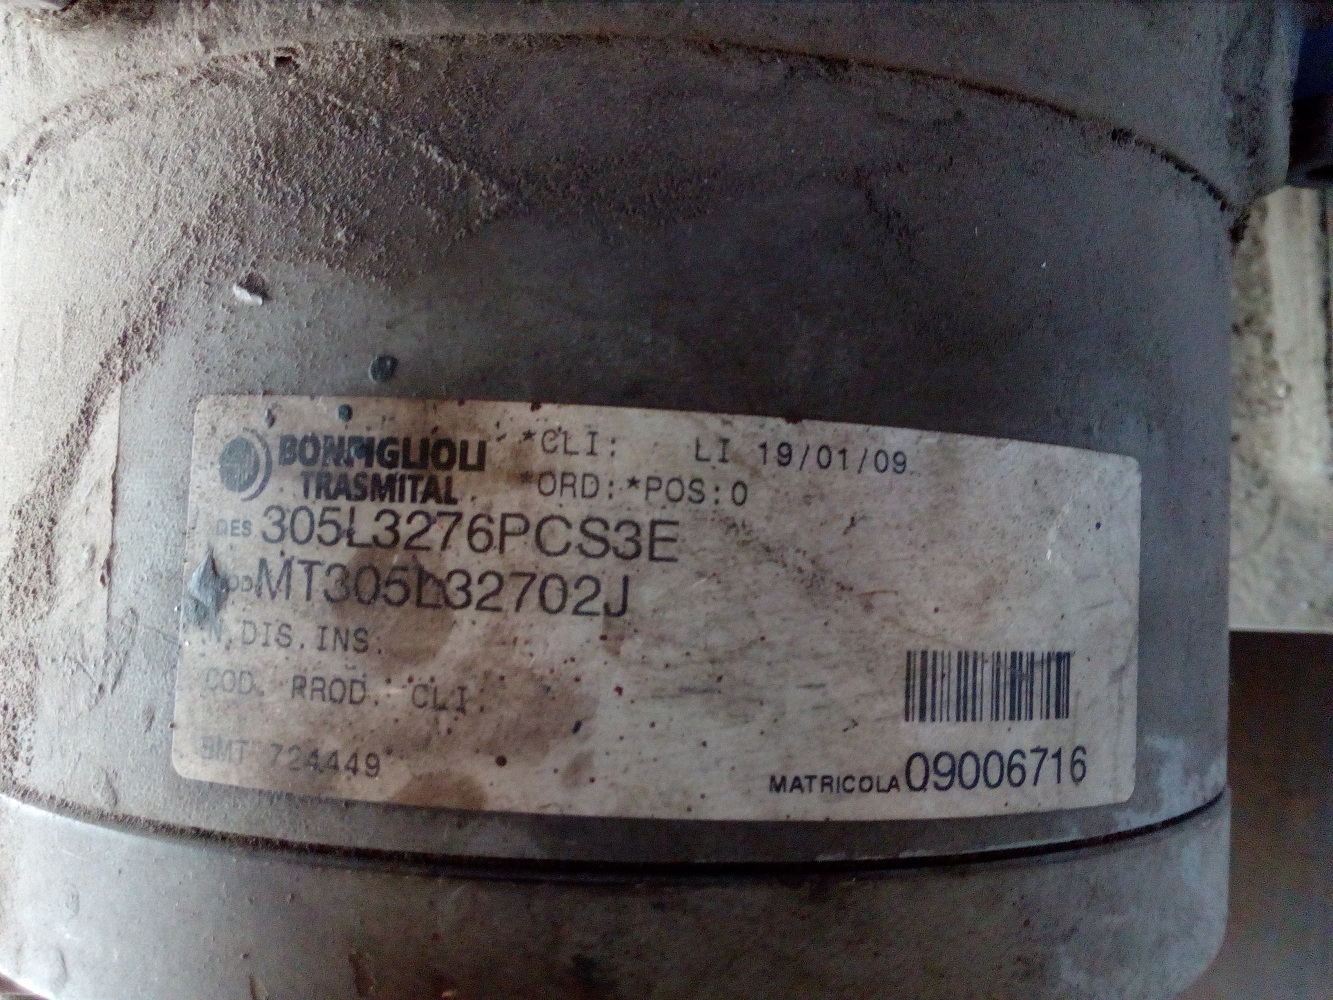 BONFIGLIOLI
TRASMITAL
*CLI: LI 19/01/09
*ORD:*POS:0
DES 305L3276PCS3E
MT305L32702J
N.DIS.INS.
COD. PROD. CLI.
BMT 724449
MATRICOLA 09006716